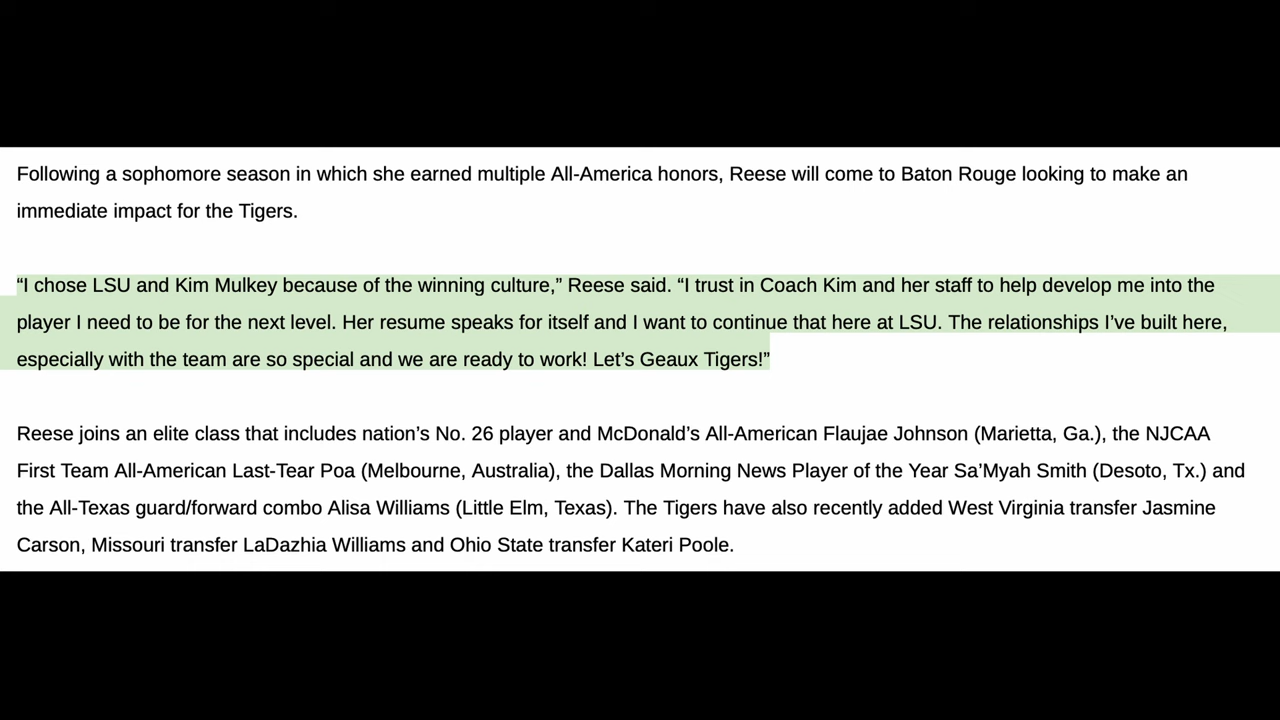 Following a sophomore season in which she earned multiple All-America honors, Reese will come to Baton Rouge looking to make an
immediate impact for the Tigers.
“I chose LSU and Kim Mulkey because of the winning culture,” Reese said. “I trust in Coach Kim and her staff to help develop me into the
player I need to be for the next level. Her resume speaks for itself and I want to continue that here at LSU. The relationships I’ve built here,
especially with the team are so special and we are ready to work! Let’s Geaux Tigers!”
Reese joins an elite class that includes nation’s No. 26 player and McDonald’s All-American Flaujae Johnson (Marietta, Ga.), the NJCAA
First Team All-American Last-Tear Poa (Melbourne, Australia), the Dallas Morning News Player of the Year Sa’Myah Smith (Desoto, Tx.) and
the All-Texas guard/forward combo Alisa Williams (Little Elm, Texas). The Tigers have also recently added West Virginia transfer Jasmine
Carson, Missouri transfer LaDazhia Williams and Ohio State transfer Kateri Poole.